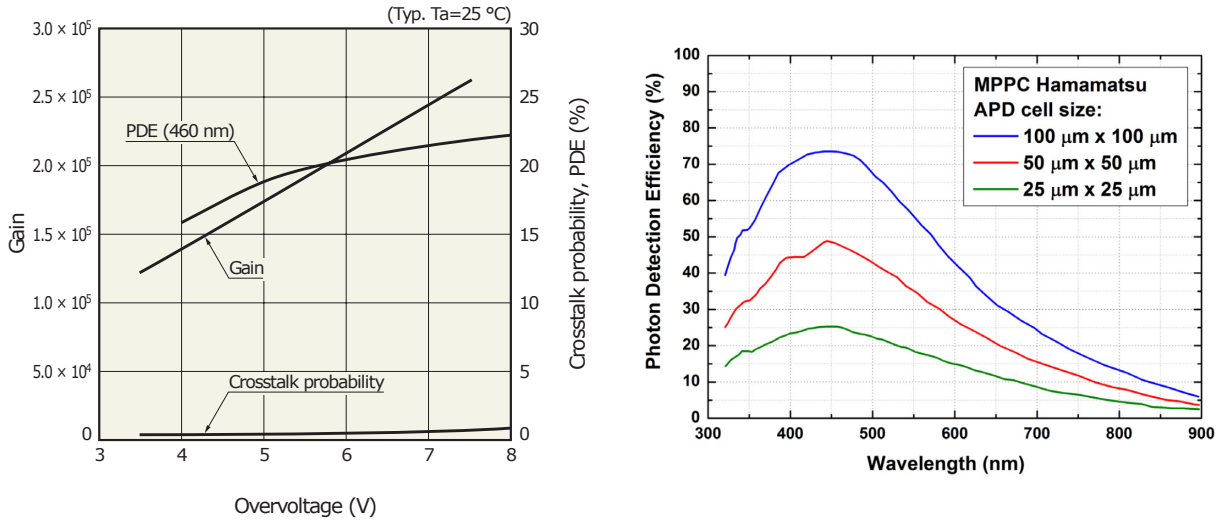 (Typ. Ta=25 °C)
3.0 × 10⁵
2.5 × 10⁵
2.0 × 10⁵
1.5 × 10⁵
1.0 × 10⁵
5.0 × 10⁴
0
Gain
PDE (460 nm)
Gain
Crosstalk probability
30
25
20
15
10
5
0
Crosstalk probability, PDE (%)
3 4 5 6 7 8
Overvoltage (V)
100
90
80
70
60
50
40
30
20
10
0
Photon Detection Efficiency (%)
MPPC Hamamatsu
APD cell size:
100 μm x 100 μm
50 μm x 50 μm
25 μm x 25 μm
300 400 500 600 700 800 900
Wavelength (nm)